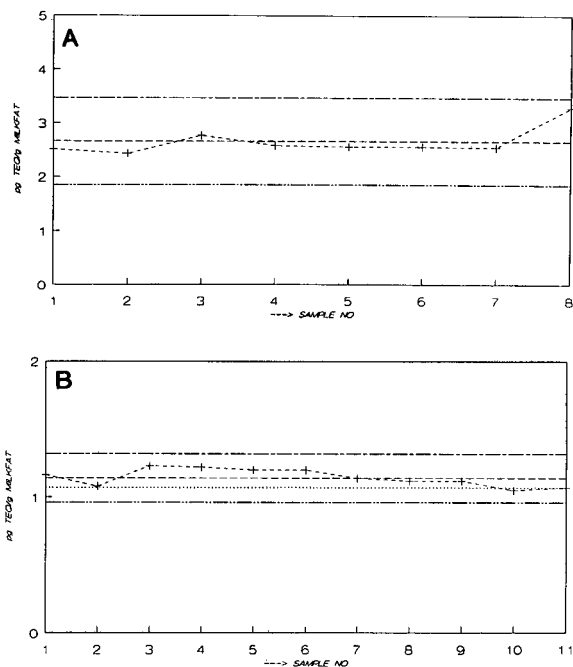 A
5
4
3
2
1
0
pg TEQ/g MILKFAT
1 2 3 4 5 6 7 8
---> SAMPLE NO
B
2
1
0
pg TEQ/g MILKFAT
1 2 3 4 5 6 7 8 9 10 11
---> SAMPLE NO